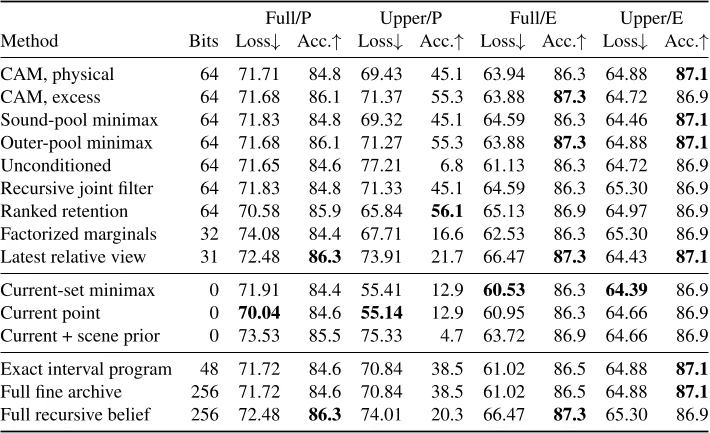 Full/P Upper/P Full/E Upper/E
Method Bits Loss↓ Acc.↑ Loss↓ Acc.↑ Loss↓ Acc.↑ Loss↓ Acc.↑
CAM, physical 64 71.71 84.8 69.43 45.1 63.94 86.3 64.88 87.1
CAM, excess 64 71.68 86.1 71.37 55.3 63.88 87.3 64.72 86.9
Sound-pool minimax 64 71.83 84.8 69.32 45.1 64.59 86.3 64.46 87.1
Outer-pool minimax 64 71.68 86.1 71.27 55.3 63.88 87.3 64.88 87.1
Unconditioned 64 71.65 84.6 77.21 6.8 61.13 86.3 64.72 86.9
Recursive joint filter 64 71.83 84.8 71.33 45.1 64.59 86.3 65.30 86.9
Ranked retention 64 70.58 85.9 65.84 56.1 65.13 86.9 64.97 86.9
Factorized marginals 32 74.08 84.4 67.71 16.6 62.53 86.3 65.30 86.9
Latest relative view 31 72.48 86.3 73.91 21.7 66.47 87.3 64.43 87.1
Current-set minimax 0 71.91 84.4 55.41 12.9 60.53 86.3 64.39 86.9
Current point 0 70.04 84.6 55.14 12.9 60.95 86.3 64.66 86.9
Current + scene prior 0 73.53 85.5 75.33 4.7 63.72 86.9 64.66 86.9
Exact interval program 48 71.72 84.6 70.84 38.5 61.02 86.5 64.88 87.1
Full fine archive 256 71.72 84.6 70.84 38.5 61.02 86.5 64.88 87.1
Full recursive belief 256 72.48 86.3 74.01 20.3 66.47 87.3 65.30 86.9